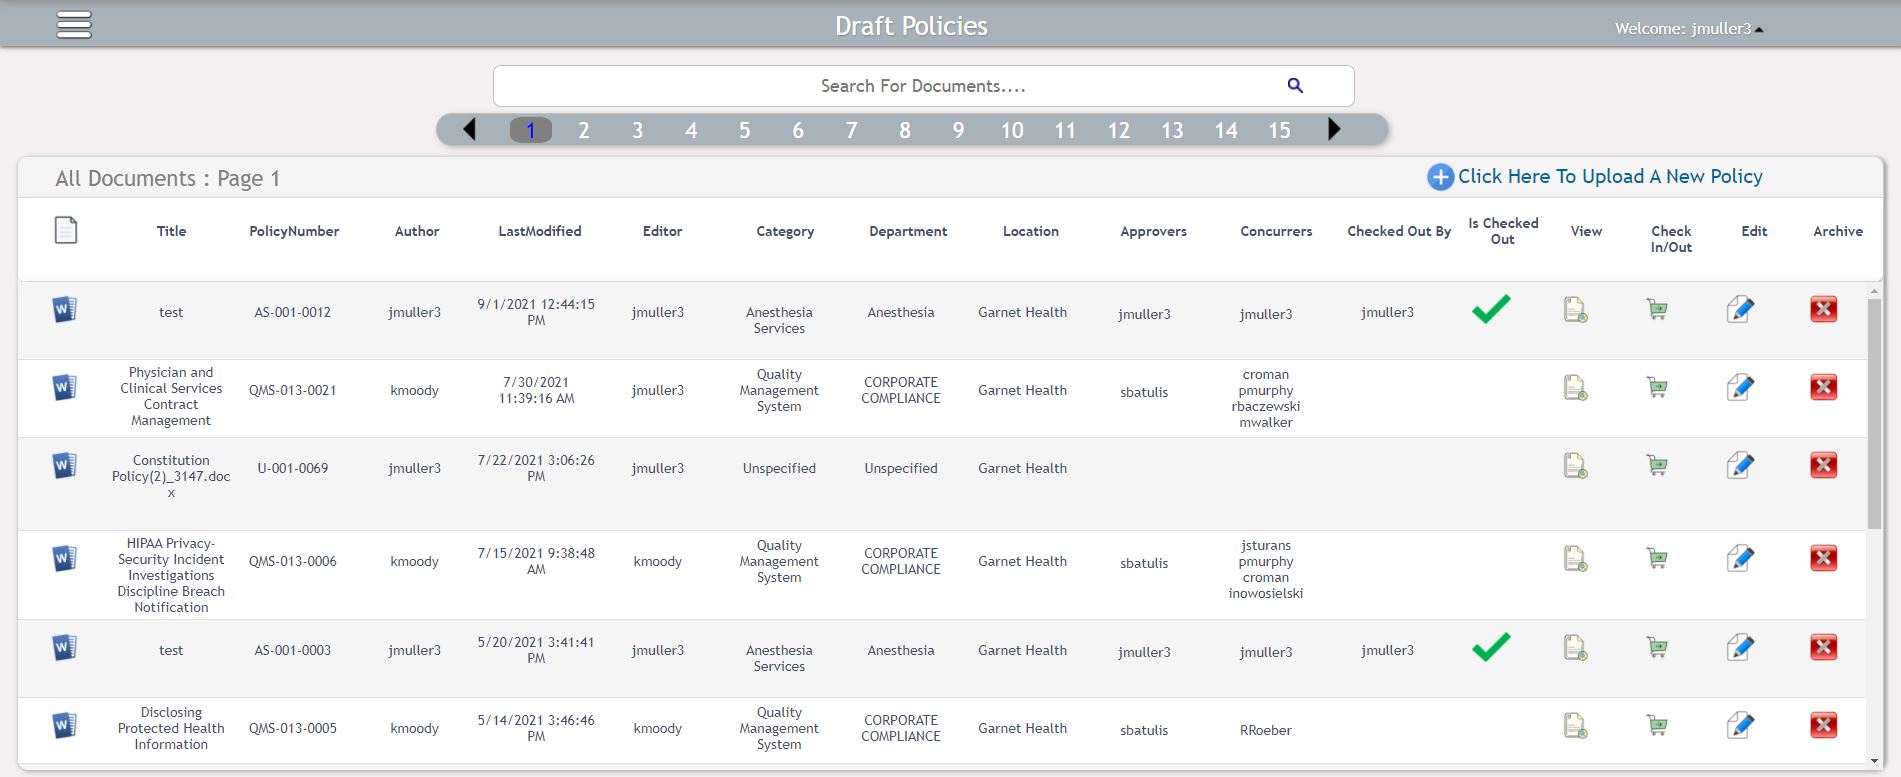 Draft Policies
Welcome: jmuller3
Search For Documents....
1 2 3 4 5 6 7 8 9 10 11 12 13 14 15
All Documents : Page 1
Click Here To Upload A New Policy
Title PolicyNumber Author LastModified Editor Category Department Location Approvers Concurrers Checked Out By Is Checked Out View Check In/Out Edit Archive
test AS-001-0012 jmuller3 9/1/2021 12:44:15 PM jmuller3 Anesthesia Services Anesthesia Garnet Health jmuller3 jmuller3 jmuller3
Physician and Clinical Services Contract Management QMS-013-0021 kmoody 7/30/2021 11:39:16 AM jmuller3 Quality Management System CORPORATE COMPLIANCE Garnet Health sbatulis croman pmurphy rbaczewski mwalker
Constitution Policy(2)_3147.docx U-001-0069 jmuller3 7/22/2021 3:06:26 PM jmuller3 Unspecified Unspecified Garnet Health
HIPAA Privacy-Security Incident Investigations Discipline Breach Notification QMS-013-0006 kmoody 7/15/2021 9:38:48 AM kmoody Quality Management System CORPORATE COMPLIANCE Garnet Health sbatulis jsturans pmurphy croman inowosielski
test AS-001-0003 jmuller3 5/20/2021 3:41:41 PM jmuller3 Anesthesia Services Anesthesia Garnet Health jmuller3 jmuller3 jmuller3
Disclosing Protected Health Information QMS-013-0005 kmoody 5/14/2021 3:46:46 PM kmoody Quality Management System CORPORATE COMPLIANCE Garnet Health sbatulis RRoeber